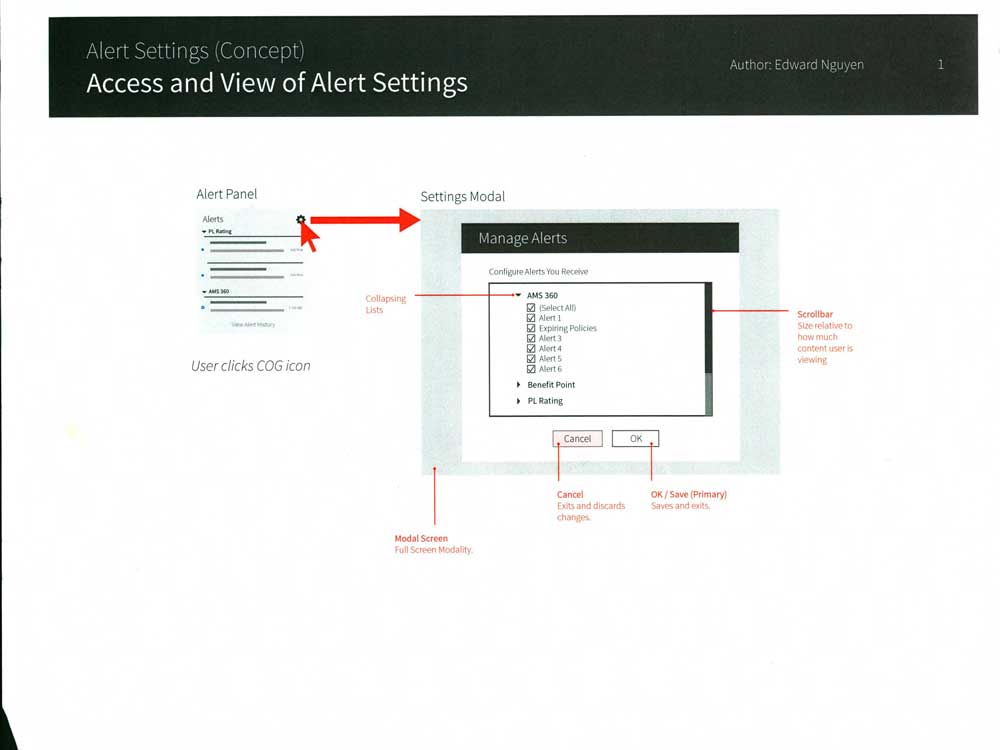 Alert Settings (Concept)
Access and View of Alert Settings
Author: Edward Nguyen
1
Alert Panel
Alerts
PL Rating
AMS 360
View Alert History
User clicks COG icon
Settings Modal
Manage Alerts
Configure Alerts You Receive
AMS 360
(Select All)
Alert 1
Expiring Policies
Alert 3
Alert 4
Alert 5
Alert 6
Benefit Point
PL Rating
Cancel
OK
Collapsing
Lists
Scrollbar
Size relative to
how much
content user is
viewing
Cancel
Exits and discards
changes.
OK / Save (Primary)
Saves and exits.
Modal Screen
Full Screen Modality.